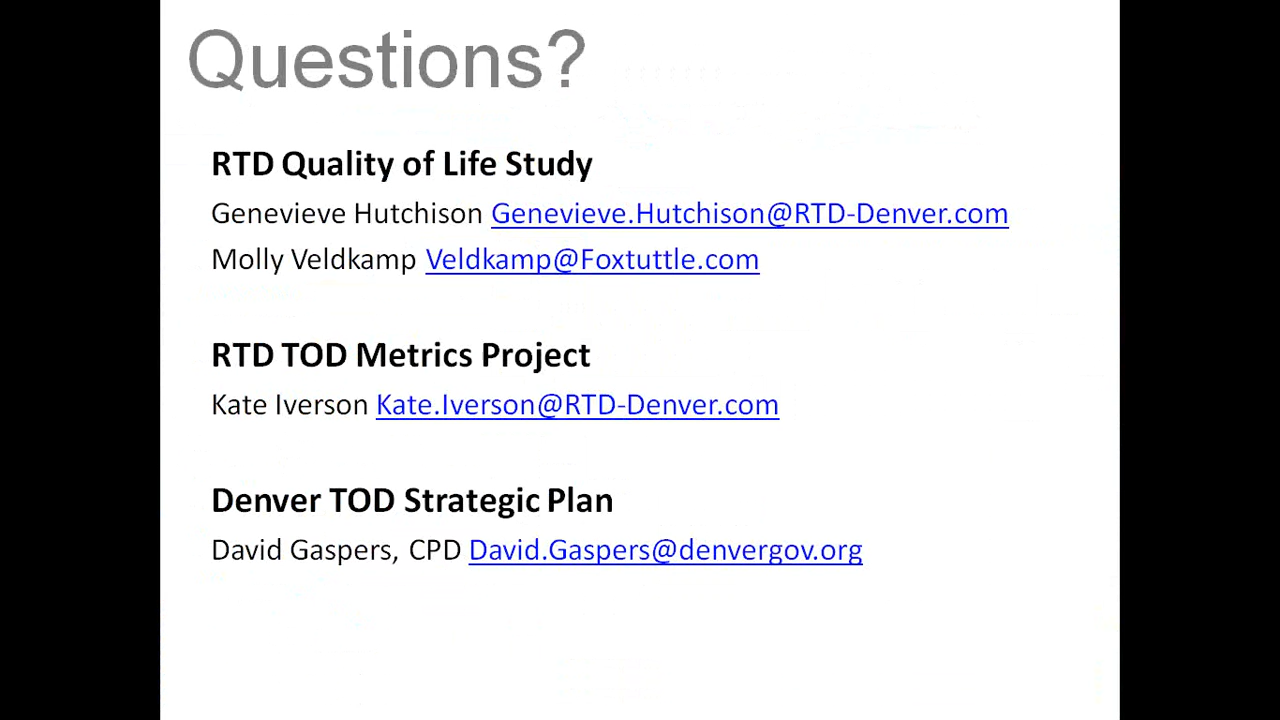 Questions?
RTD Quality of Life Study
Genevieve Hutchison Genevieve.Hutchison@RTD-Denver.com
Molly Veldkamp Veldkamp@Foxtuttle.com
RTD TOD Metrics Project
Kate Iverson Kate.Iverson@RTD-Denver.com
Denver TOD Strategic Plan
David Gaspers, CPD David.Gaspers@denvergov.org